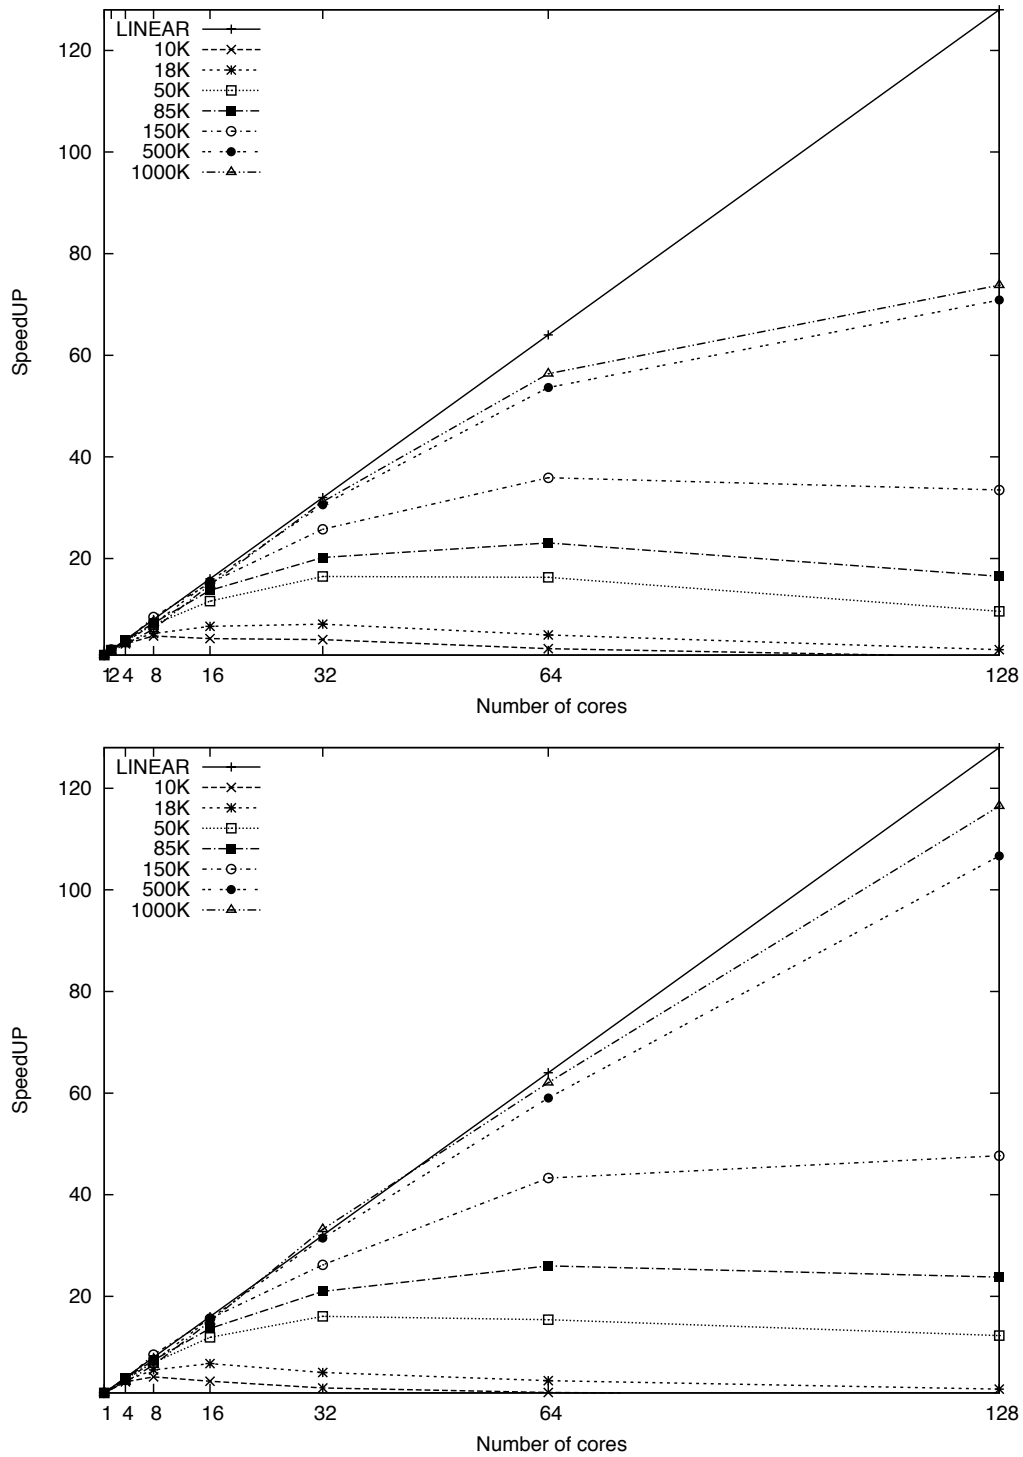 LINEAR
10K
18K
50K
85K
150K
500K
1000K
120
100
80
60
40
20
SpeedUP
1 2 4 8 16 32 64 128
Number of cores
LINEAR
10K
18K
50K
85K
150K
500K
1000K
120
100
80
60
40
20
SpeedUP
1 4 8 16 32 64 128
Number of cores